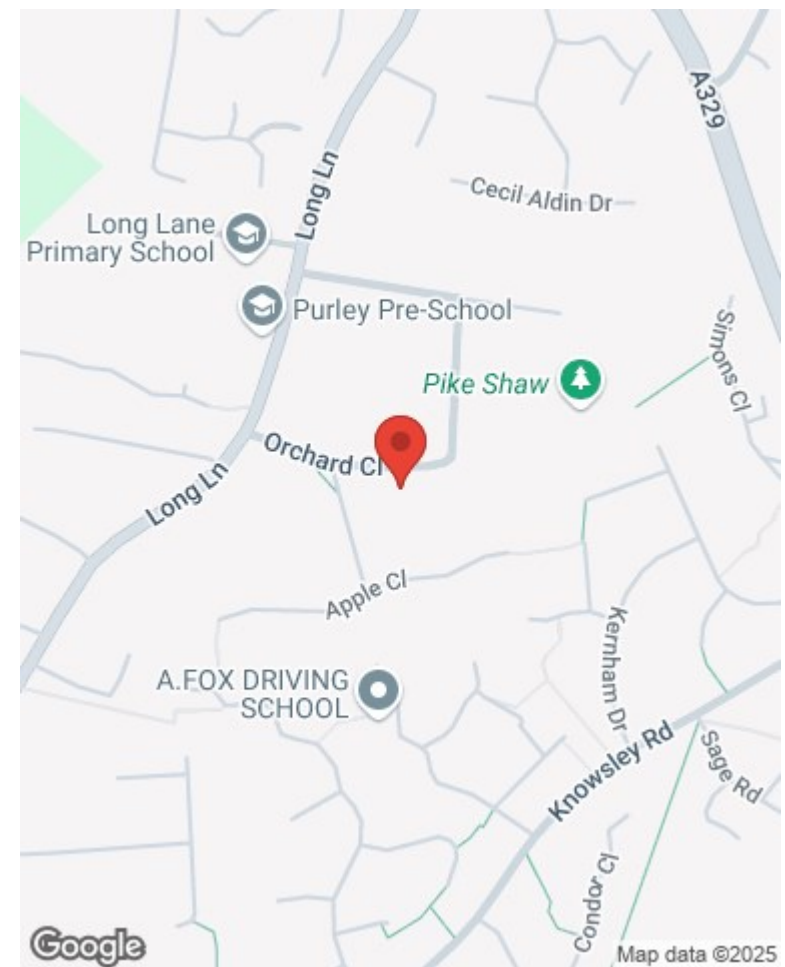 A329
Long Ln
Cecil Aldin Dr
Long Lane
Primary School
Purley Pre-School
Simons Cl
Pike Shaw
Orchard Cl
Long Ln
Apple Cl
Kernham Dr
A.FOX DRIVING
SCHOOL
Knowsley Rd
Sage Rd
Condor Cl
Google
Map data ©2025